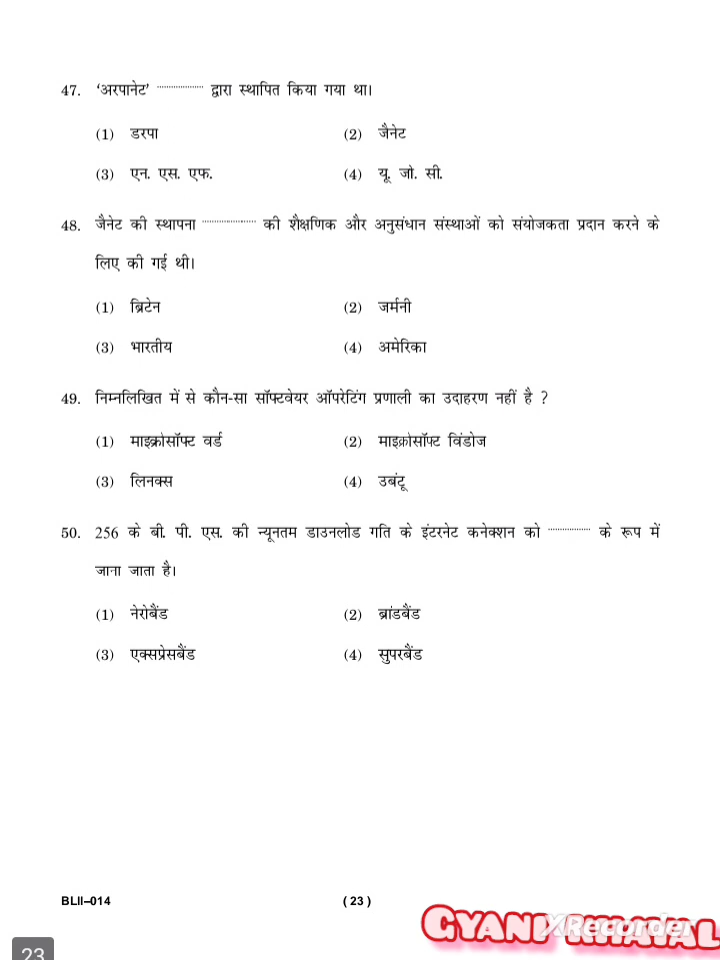 47. ‘अरपानेट’ ................... द्वारा स्थापित किया गया था।
(1) डरपा (2) जैनेट
(3) एन. एस. एफ. (4) यू. जो. सी.
48. जैनेट की स्थापना ...................... की शैक्षणिक और अनुसंधान संस्थाओं को संयोजकता प्रदान करने के
लिए की गई थी।
(1) ब्रिटेन (2) जर्मनी
(3) भारतीय (4) अमेरिका
49. निम्नलिखित में से कौन-सा सॉफ्टवेयर ऑपरेटिंग प्रणाली का उदाहरण नहीं है ?
(1) माइक्रोसॉफ्ट वर्ड (2) माइक्रोसॉफ्ट विंडोज
(3) लिनक्स (4) उबंटू
50. 256 के बी. पी. एस. की न्यूनतम डाउनलोड गति के इंटरनेट कनेक्शन को ................. के रूप में
जाना जाता है।
(1) नेरोबैंड (2) ब्रांडबैंड
(3) एक्सप्रेसबैंड (4) सुपरबैंड
BLII–014 ( 23 )
GYANI
XRecorder
23